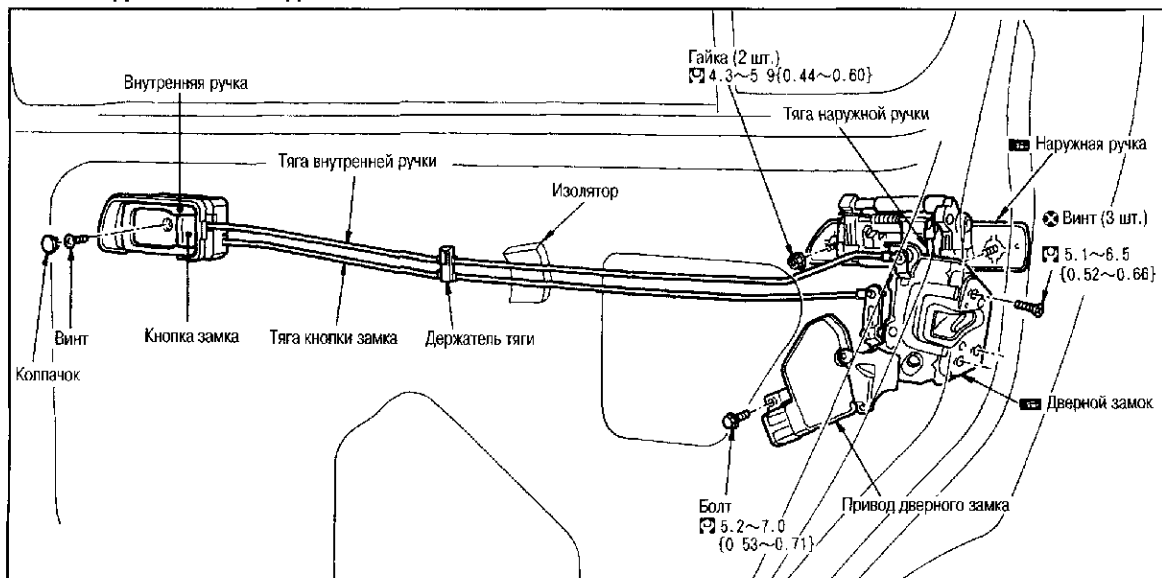 Гайка (2 шт.)
4.3~5 9{0.44~0.60}
Внутренняя ручка
Тяга наружной ручки
Наружная ручка
Тяга внутренней ручки
Изолятор
Винт (3 шт.)
5.1~6.5
{0.52~0.66}
Винт
Кнопка замка
Тяга кнопки замка
Держатель тяги
Колпачок
Дверной замок
Болт
5.2~7.0
{0 53~0.71}
Привод дверного замка